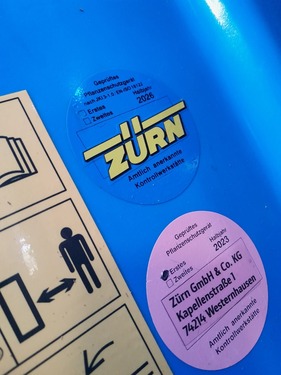 Geprüftes
Pflanzenschutzgerät
Halbjahr
Erstes
2026
Zweites
ZÜRN
Amtlich anerkannte
Kontrollwerkstätte
Geprüftes
Pflanzenschutzgerät
Halbjahr
Erstes
2023
Zweites
Zürn GmbH & Co. KG
Kapellenstraße 1
74214 Westernhausen
Amtlich anerkannte
Kontrollwerkstätte